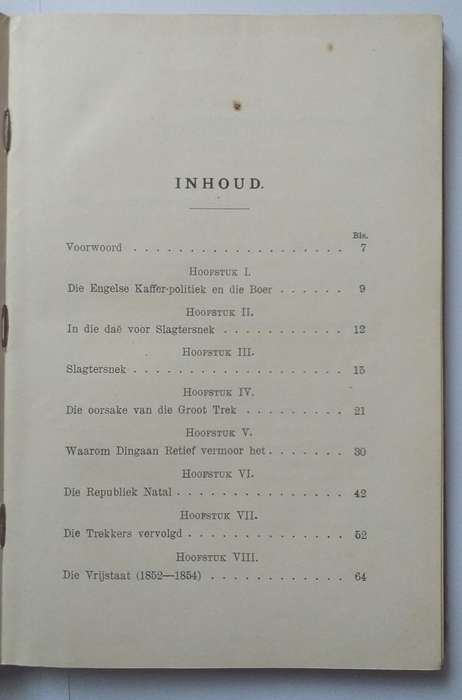 INHOUD.
Bls.
Voorwoord . . . . . . . . . . . . . . . . . . . 7
Hoofstuk I.
Die Engelse Kaffer-politiek en die Boer . . . . . . 9
Hoofstuk II.
In die daë voor Slagtersnek . . . . . . . . . . . 12
Hoofstuk III.
Slagtersnek . . . . . . . . . . . . . . . . . . . 15
Hoofstuk IV.
Die oorsake van die Groot Trek . . . . . . . . . 21
Hoofstuk V.
Waarom Dingaan Retief vermoor het . . . . . . . 30
Hoofstuk VI.
Die Republiek Natal . . . . . . . . . . . . . . . 42
Hoofstuk VII.
Die Trekkers vervolgd . . . . . . . . . . . . . . 52
Hoofstuk VIII.
Die Vrijstaat (1852—1854) . . . . . . . . . . . . 64